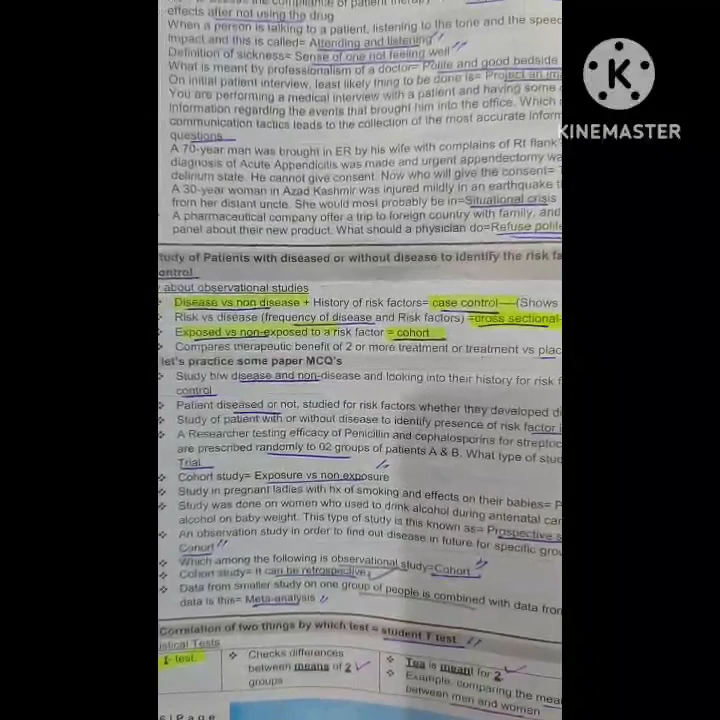 the compliance of patient
effects after not using the drug
When a person is talking to a patient, listening to the tone and the
impact and this is called= Attending and listening
Definition of sickness= Sense of one not feeling well
What is meant by professionalism of a doctor= Polite and good bedside
On initial patient interview, least likely thing to be done is= Project an
You are performing a medical interview with a patient and having some
information regarding the events that brought him into the office. Which
communication tactics leads to the collection of the most accurate
questions
A 70-year man was brought in ER by his wife with complains of Rt flank
diagnosis of Acute Appendicitis was made and urgent appendectomy
delirium state. He cannot give consent. Now who will give the consent=
A 30-year woman in Azad Kashmir was injured mildly in an earthquake
from her distant uncle. She would most probably be in=Situational crisis
A pharmaceutical company offer a trip to foreign country with family, and
panel about their new product. What should a physician do=Refuse
KINEMASTER
tudy of Patients with diseased or without disease to identify the risk
ontrol
about observational studies
Disease vs non disease + History of risk factors= case control—(Shows
Risk vs disease (frequency of disease and Risk factors) =cross sectional
Exposed vs non-exposed to a risk factor = cohort
Compares therapeutic benefit of 2 or more treatment or treatment vs
let's practice some paper MCQ's
Study b/w disease and non-disease and looking into their history for risk
control
Patient diseased or not, studied for risk factors whether they developed
Study of patient with or without disease to identify presence of risk factor
A Researcher testing efficacy of Penicillin and cephalosporins for
are prescribed randomly to 02 groups of patients A & B. What type of
Trial
Cohort study= Exposure vs non exposure
Study in pregnant ladies with hx of smoking and effects on their babies=
Study was done on women who used to drink alcohol during antenatal
alcohol on baby weight. This type of study is this known as= Prospective
An observation study in order to find out disease in future for specific
Cohort
Which among the following is observational study=Cohort
Cohort study= It can be retrospective
Data from smaller study on one group of people is combined with data
data is this= Meta-analysis
Correlation of two things by which test = student T test
istical Tests
T- test
Checks differences
between means of 2
groups
Tea is meant for 2
Example, comparing the
between men and women
Page